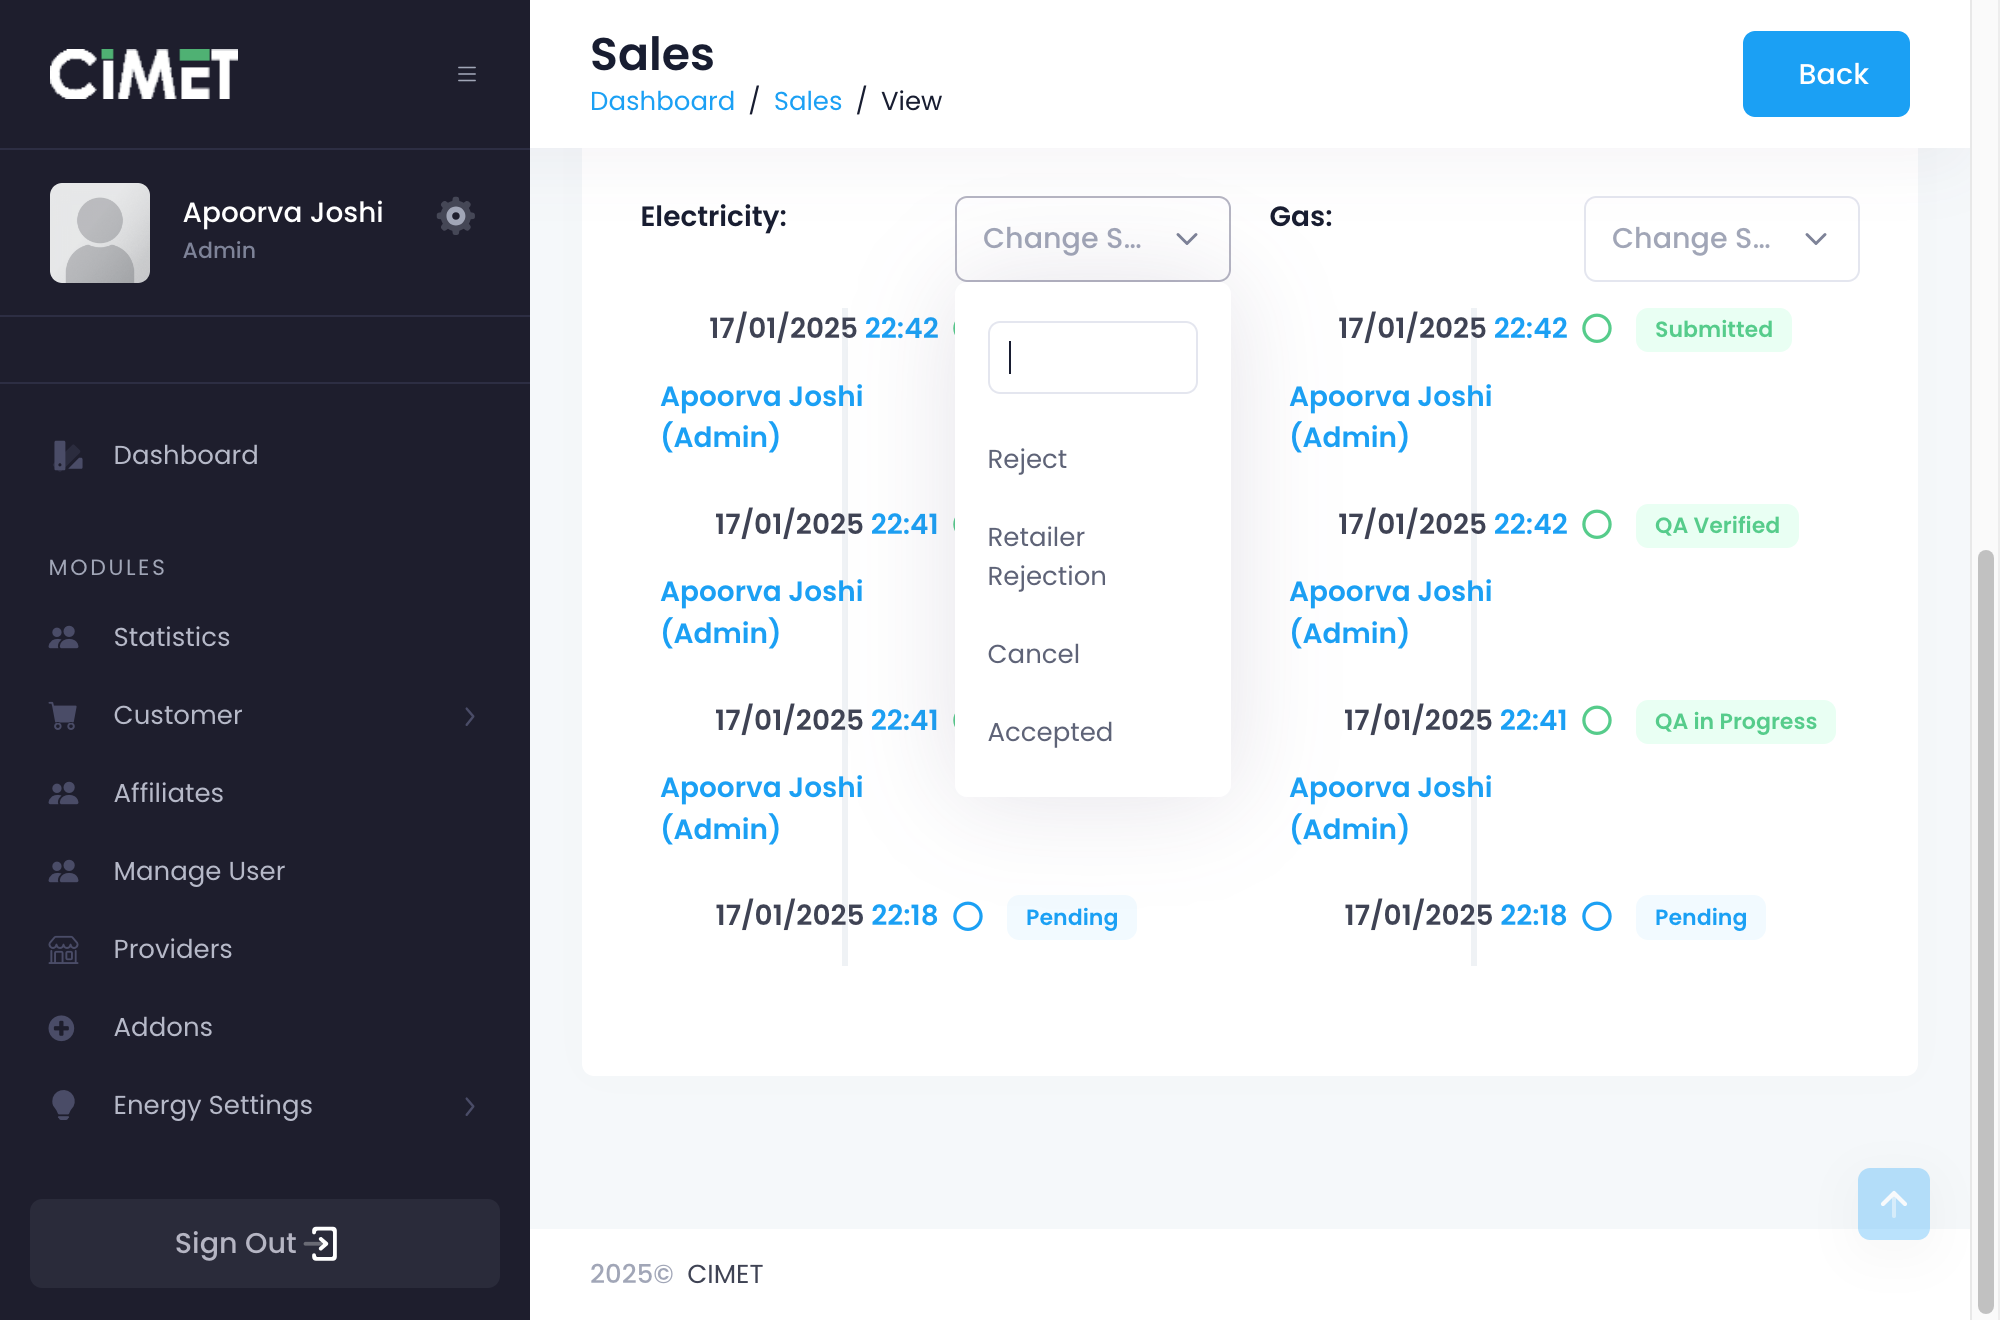 CiMET
Apoorva Joshi
Admin
Dashboard
MODULES
Statistics
Customer
Affiliates
Manage User
Providers
Addons
Energy Settings
Sign Out
Sales
Dashboard / Sales / View
Back
Electricity:
Change S...
Reject
Retailer
Rejection
Cancel
Accepted
17/01/2025 22:42
Apoorva Joshi
(Admin)
17/01/2025 22:41
Apoorva Joshi
(Admin)
17/01/2025 22:41
Apoorva Joshi
(Admin)
17/01/2025 22:18 Pending
Gas:
Change S...
17/01/2025 22:42 Submitted
Apoorva Joshi
(Admin)
17/01/2025 22:42 QA Verified
Apoorva Joshi
(Admin)
17/01/2025 22:41 QA in Progress
Apoorva Joshi
(Admin)
17/01/2025 22:18 Pending
2025© CIMET